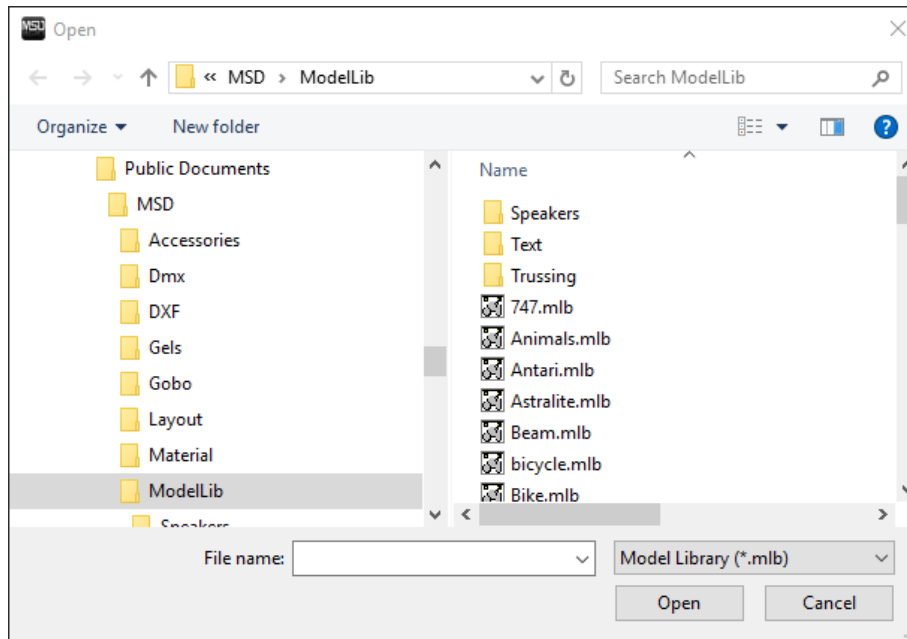 MSD Open
« MSD › ModelLib
Search ModelLib
Organize
New folder
?
Public Documents
MSD
Accessories
Dmx
DXF
Gels
Gobo
Layout
Material
ModelLib
Speakers
Name
Speakers
Text
Trussing
747.mlb
Animals.mlb
Antari.mlb
Astralite.mlb
Beam.mlb
bicycle.mlb
Bike.mlb
File name:
Model Library (*.mlb)
Open
Cancel